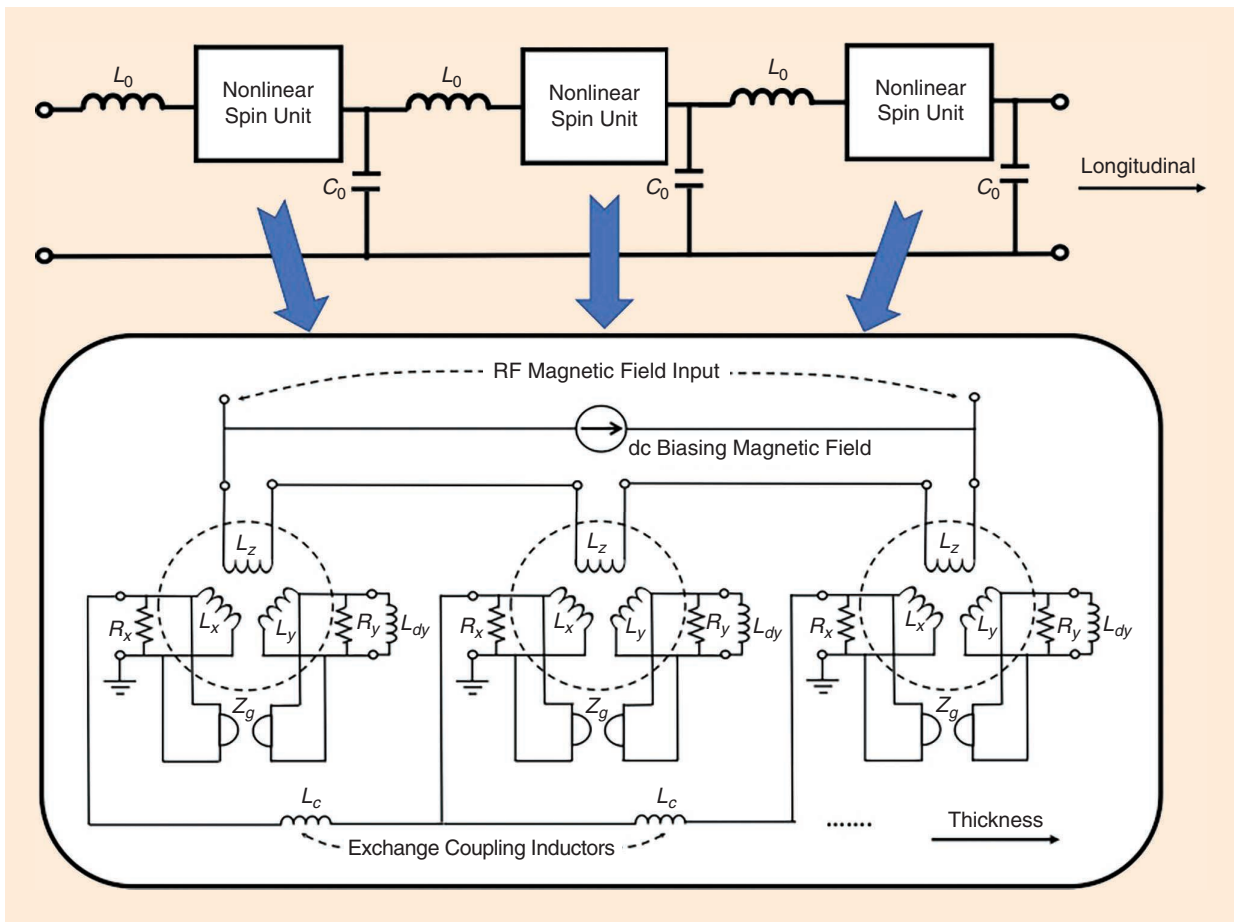 L0 L0 L0
Nonlinear
Spin Unit
Nonlinear
Spin Unit
Nonlinear
Spin Unit
C0 C0 C0
Longitudinal
RF Magnetic Field Input
dc Biasing Magnetic Field
Lz Lz Lz
Rx Lx Ly Ry Ldy Rx Lx Ly Ry Ldy Rx Lx Ly Ry Ldy
Zg Zg Zg
Lc Lc
.......
Thickness
Exchange Coupling Inductors